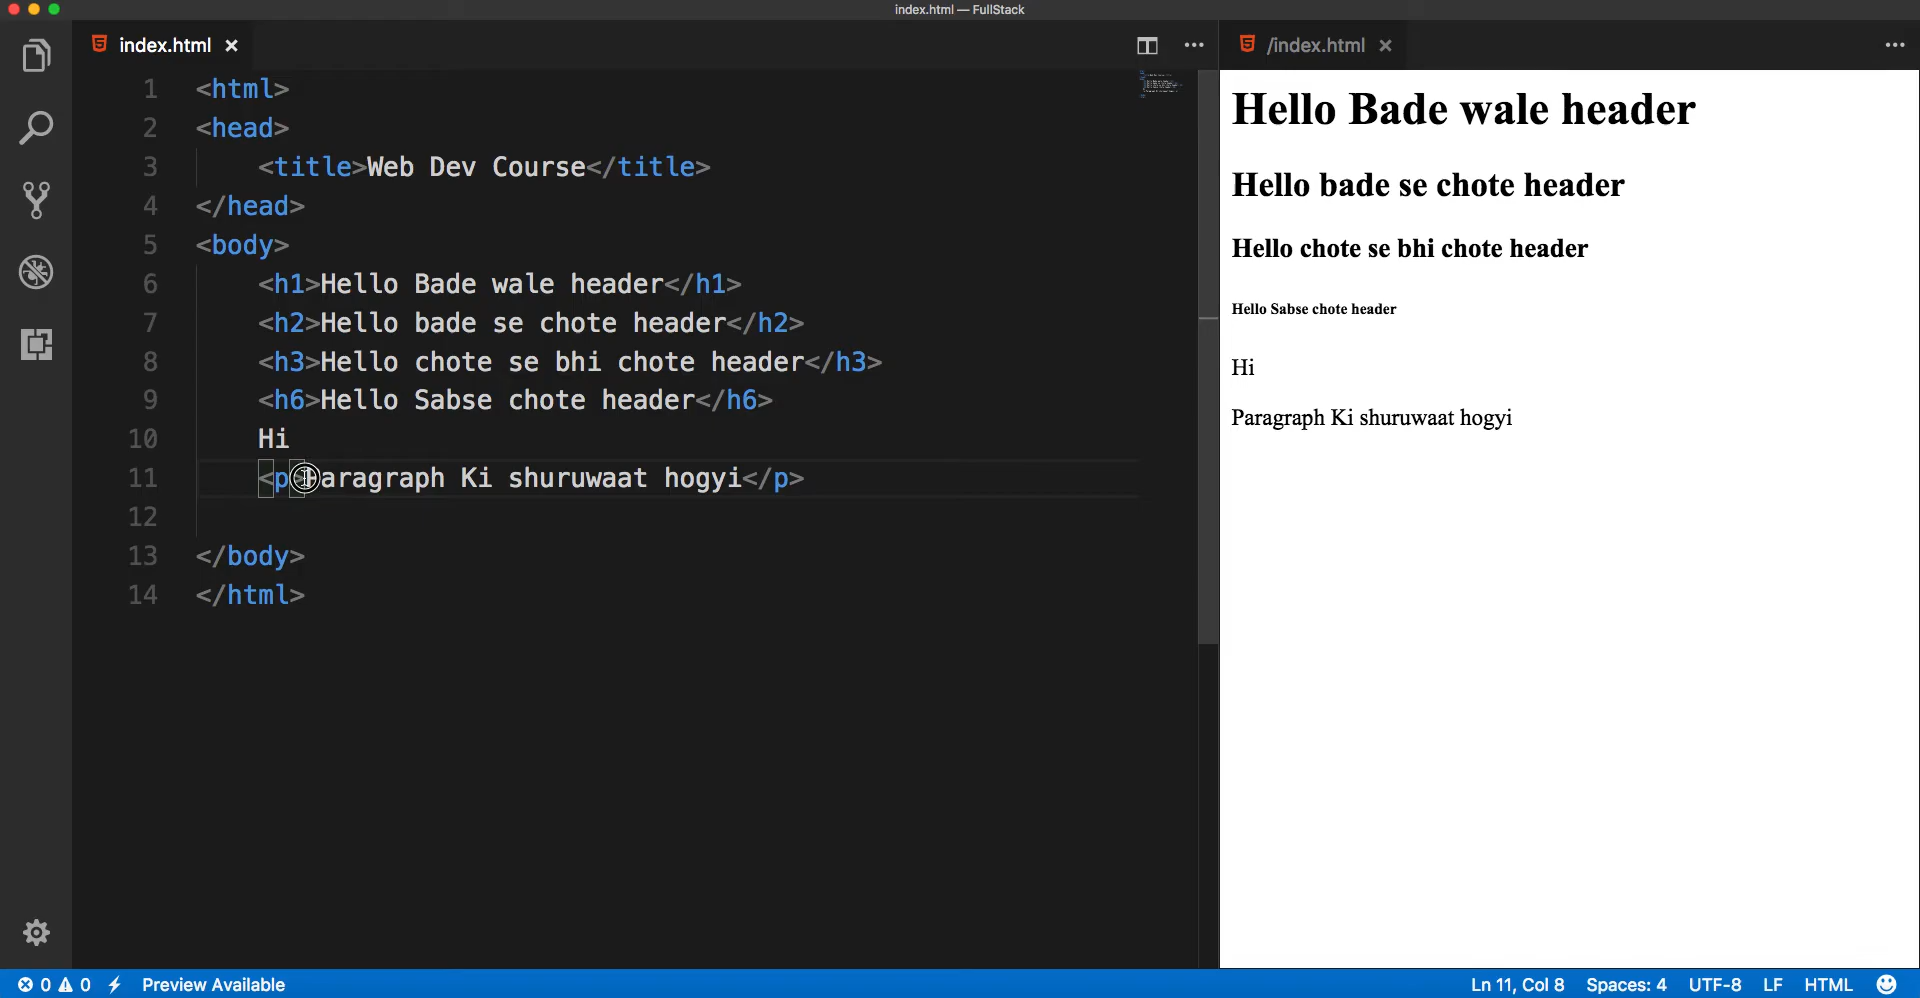 index.html — FullStack
index.html
/index.html
1 <html>
2 <head>
3 <title>Web Dev Course</title>
4 </head>
5 <body>
6 <h1>Hello Bade wale header</h1>
7 <h2>Hello bade se chote header</h2>
8 <h3>Hello chote se bhi chote header</h3>
9 <h6>Hello Sabse chote header</h6>
10 Hi
11 <p>Paragraph Ki shuruwaat hogyi</p>
12
13 </body>
14 </html>
Hello Bade wale header
Hello bade se chote header
Hello chote se bhi chote header
Hello Sabse chote header
Hi
Paragraph Ki shuruwaat hogyi
0 0 Preview Available Ln 11, Col 8 Spaces: 4 UTF-8 LF HTML